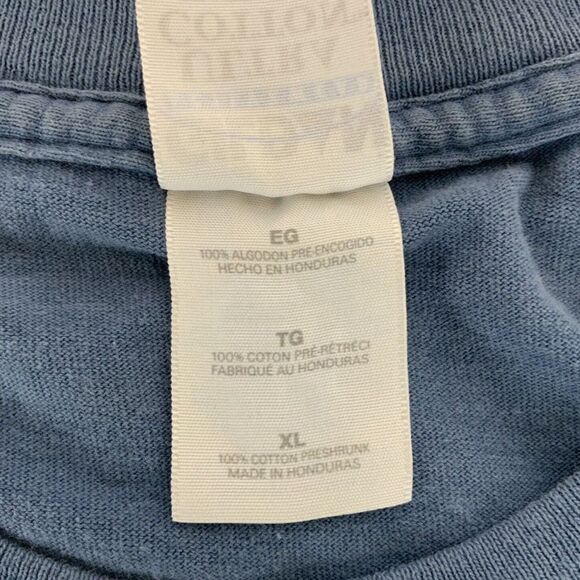 EG
100% ALGODON PRE-ENCOGIDO
HECHO EN HONDURAS
TG
100% COTON PRÉ-RÉTRÉCI
FABRIQUÉ AU HONDURAS
XL
100% COTTON PRESHRUNK
MADE IN HONDURAS